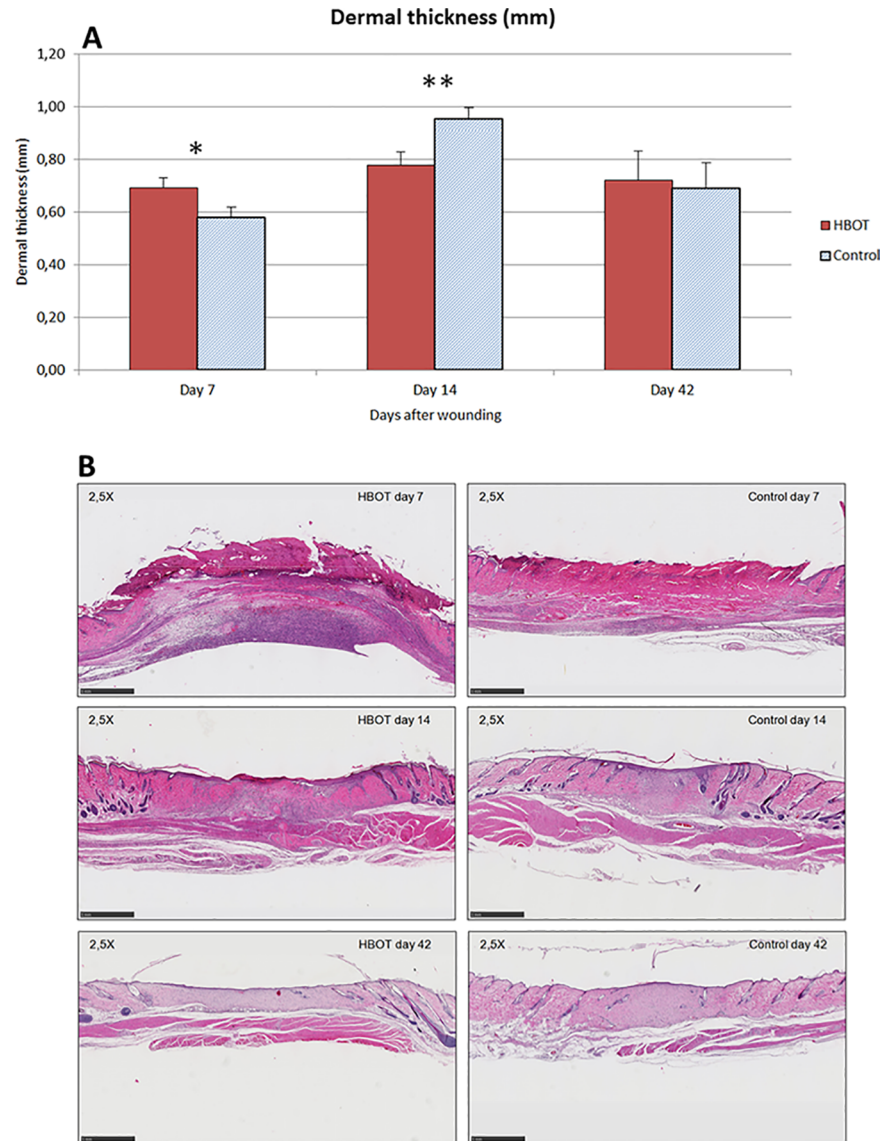 Dermal thickness (mm)
A
1,20
1,00
0,80
0,60
0,40
0,20
0,00
Dermal thickness (mm)
*
**
HBOT
Control
Day 7
Day 14
Day 42
Days after wounding
B
2,5X
HBOT day 7
2,5X
Control day 7
2,5X
HBOT day 14
2,5X
Control day 14
2,5X
HBOT day 42
2,5X
Control day 42